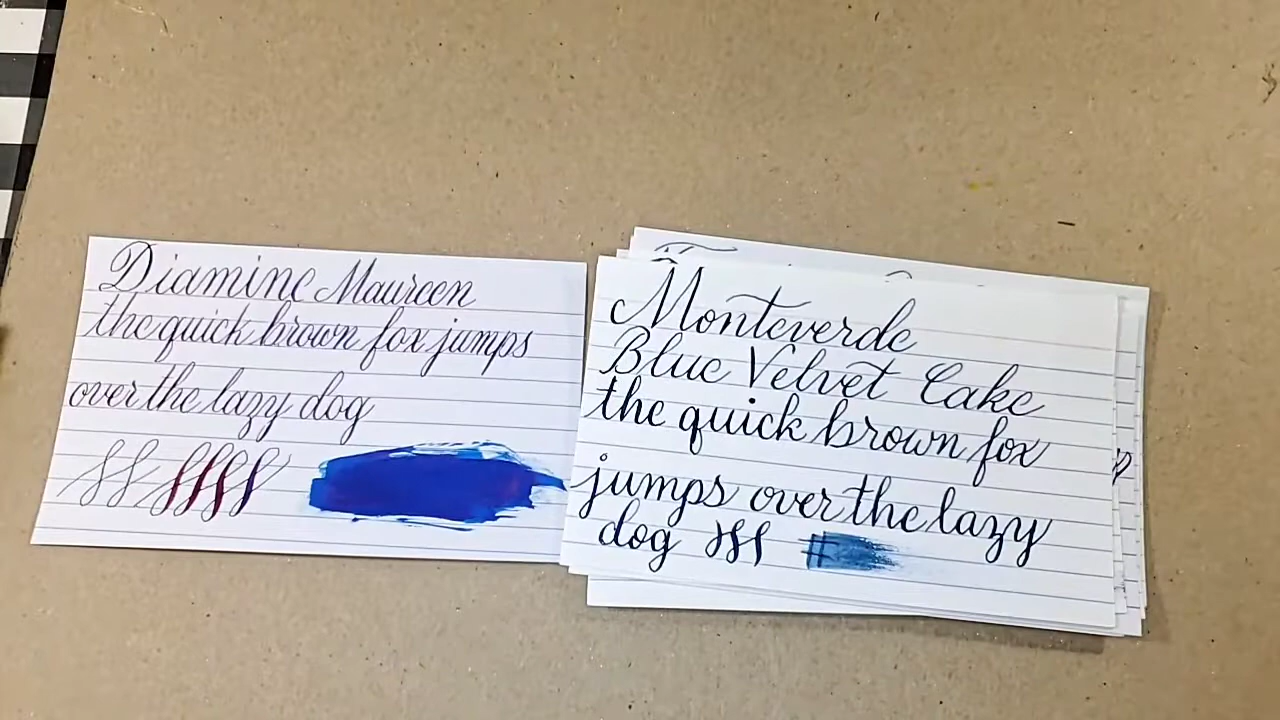 Diamine Maureen
the quick brown fox jumps
over the lazy dog
Monteverde
Blue Velvet Cake
the quick brown fox
jumps over the lazy
dog